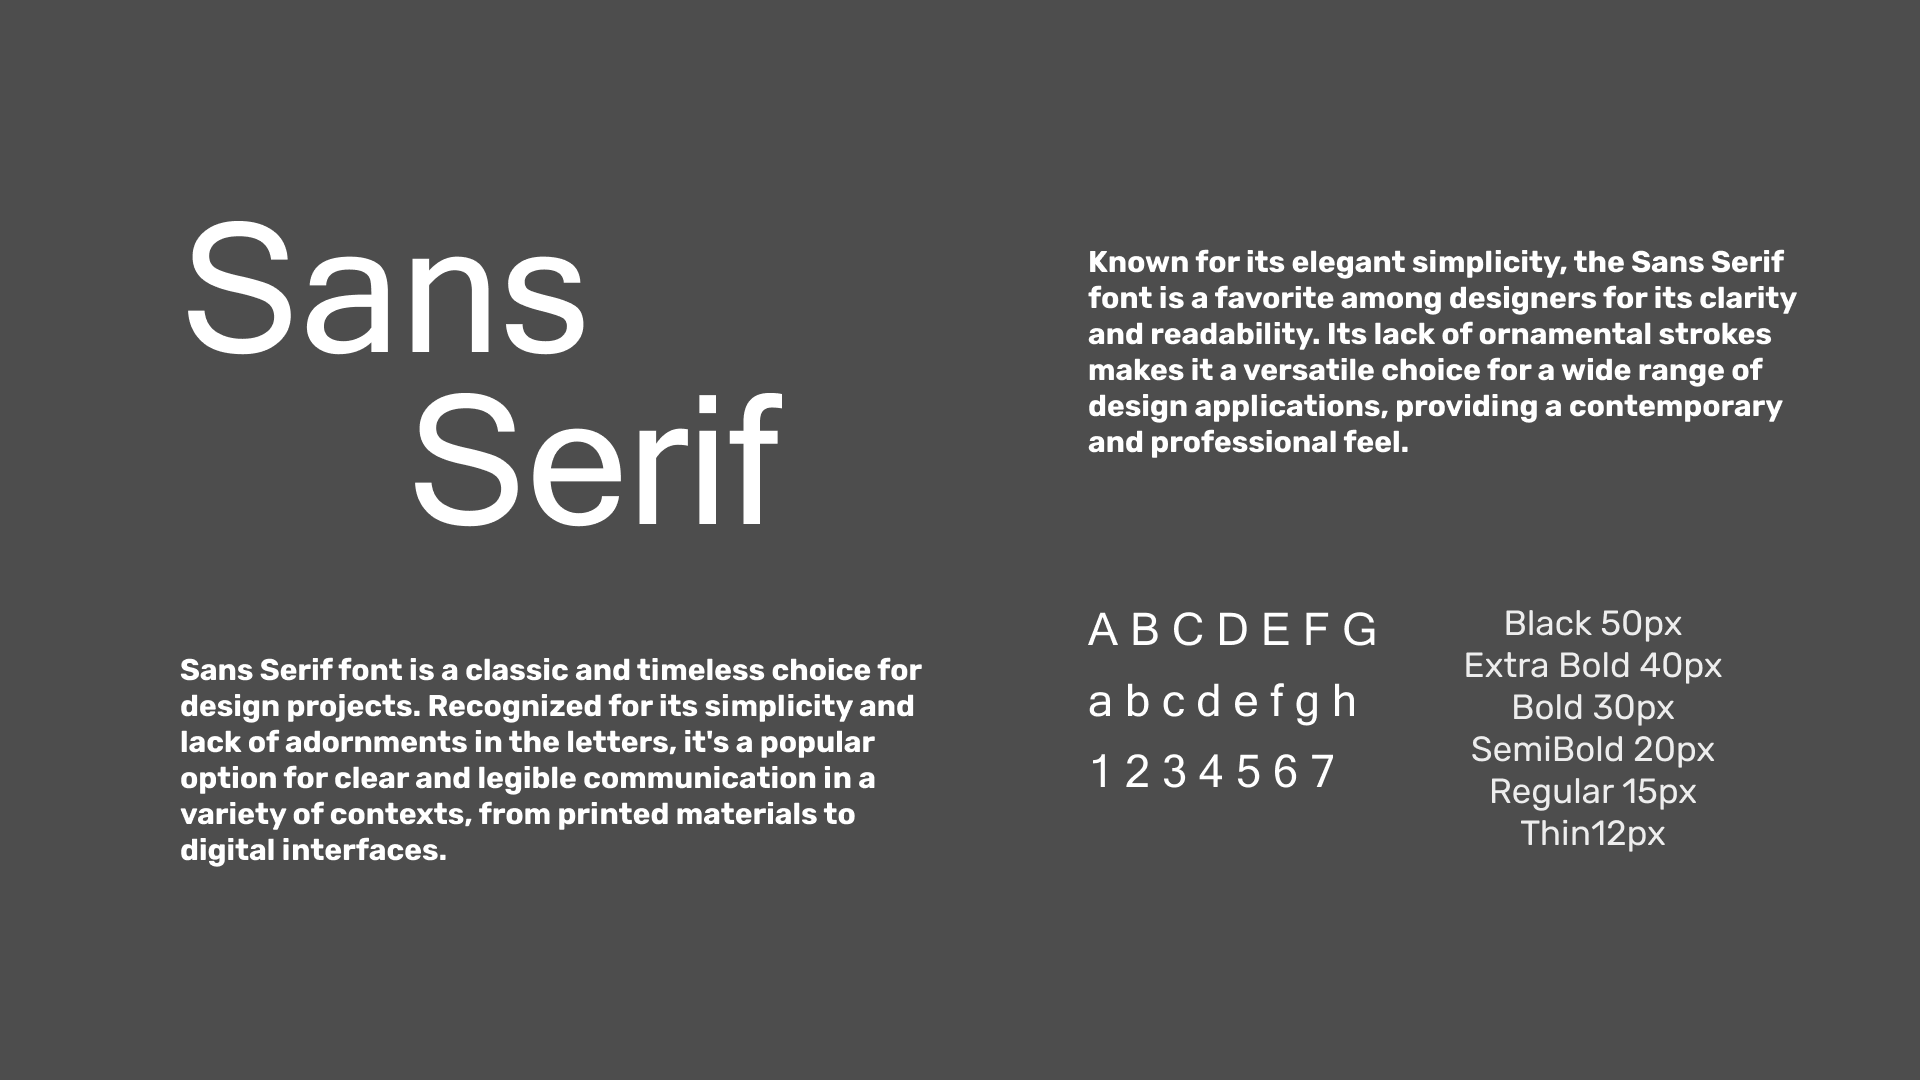 Sans
Serif
Sans Serif font is a classic and timeless choice for
design projects. Recognized for its simplicity and
lack of adornments in the letters, it's a popular
option for clear and legible communication in a
variety of contexts, from printed materials to
digital interfaces.
Known for its elegant simplicity, the Sans Serif
font is a favorite among designers for its clarity
and readability. Its lack of ornamental strokes
makes it a versatile choice for a wide range of
design applications, providing a contemporary
and professional feel.
A B C D E F G
a b c d e f g h
1 2 3 4 5 6 7
Black 50px
Extra Bold 40px
Bold 30px
SemiBold 20px
Regular 15px
Thin12px